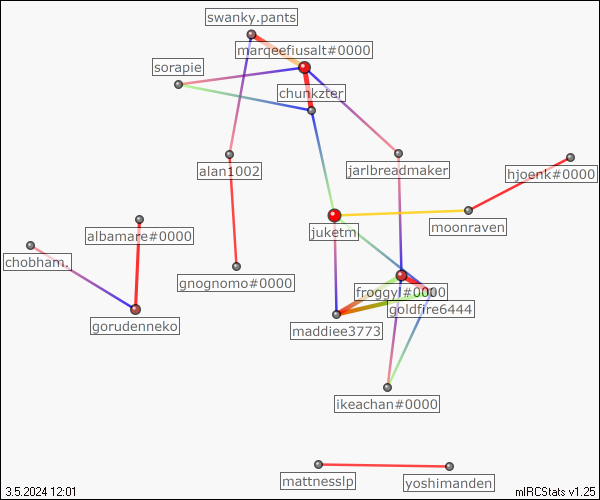 swanky.pants
marqeefiusalt#0000
sorapie
chunkzter
alan1002
jarlbreadmaker
hjoenk#0000
albamare#0000
juketm
moonraven
chobham.
gnognomo#0000
froggyl#0000
goldfire6444
gorudenneko
maddiee3773
ikeachan#0000
mattnesslp
yoshimanden
3.5.2024 12:01
mIRCStats v1.25